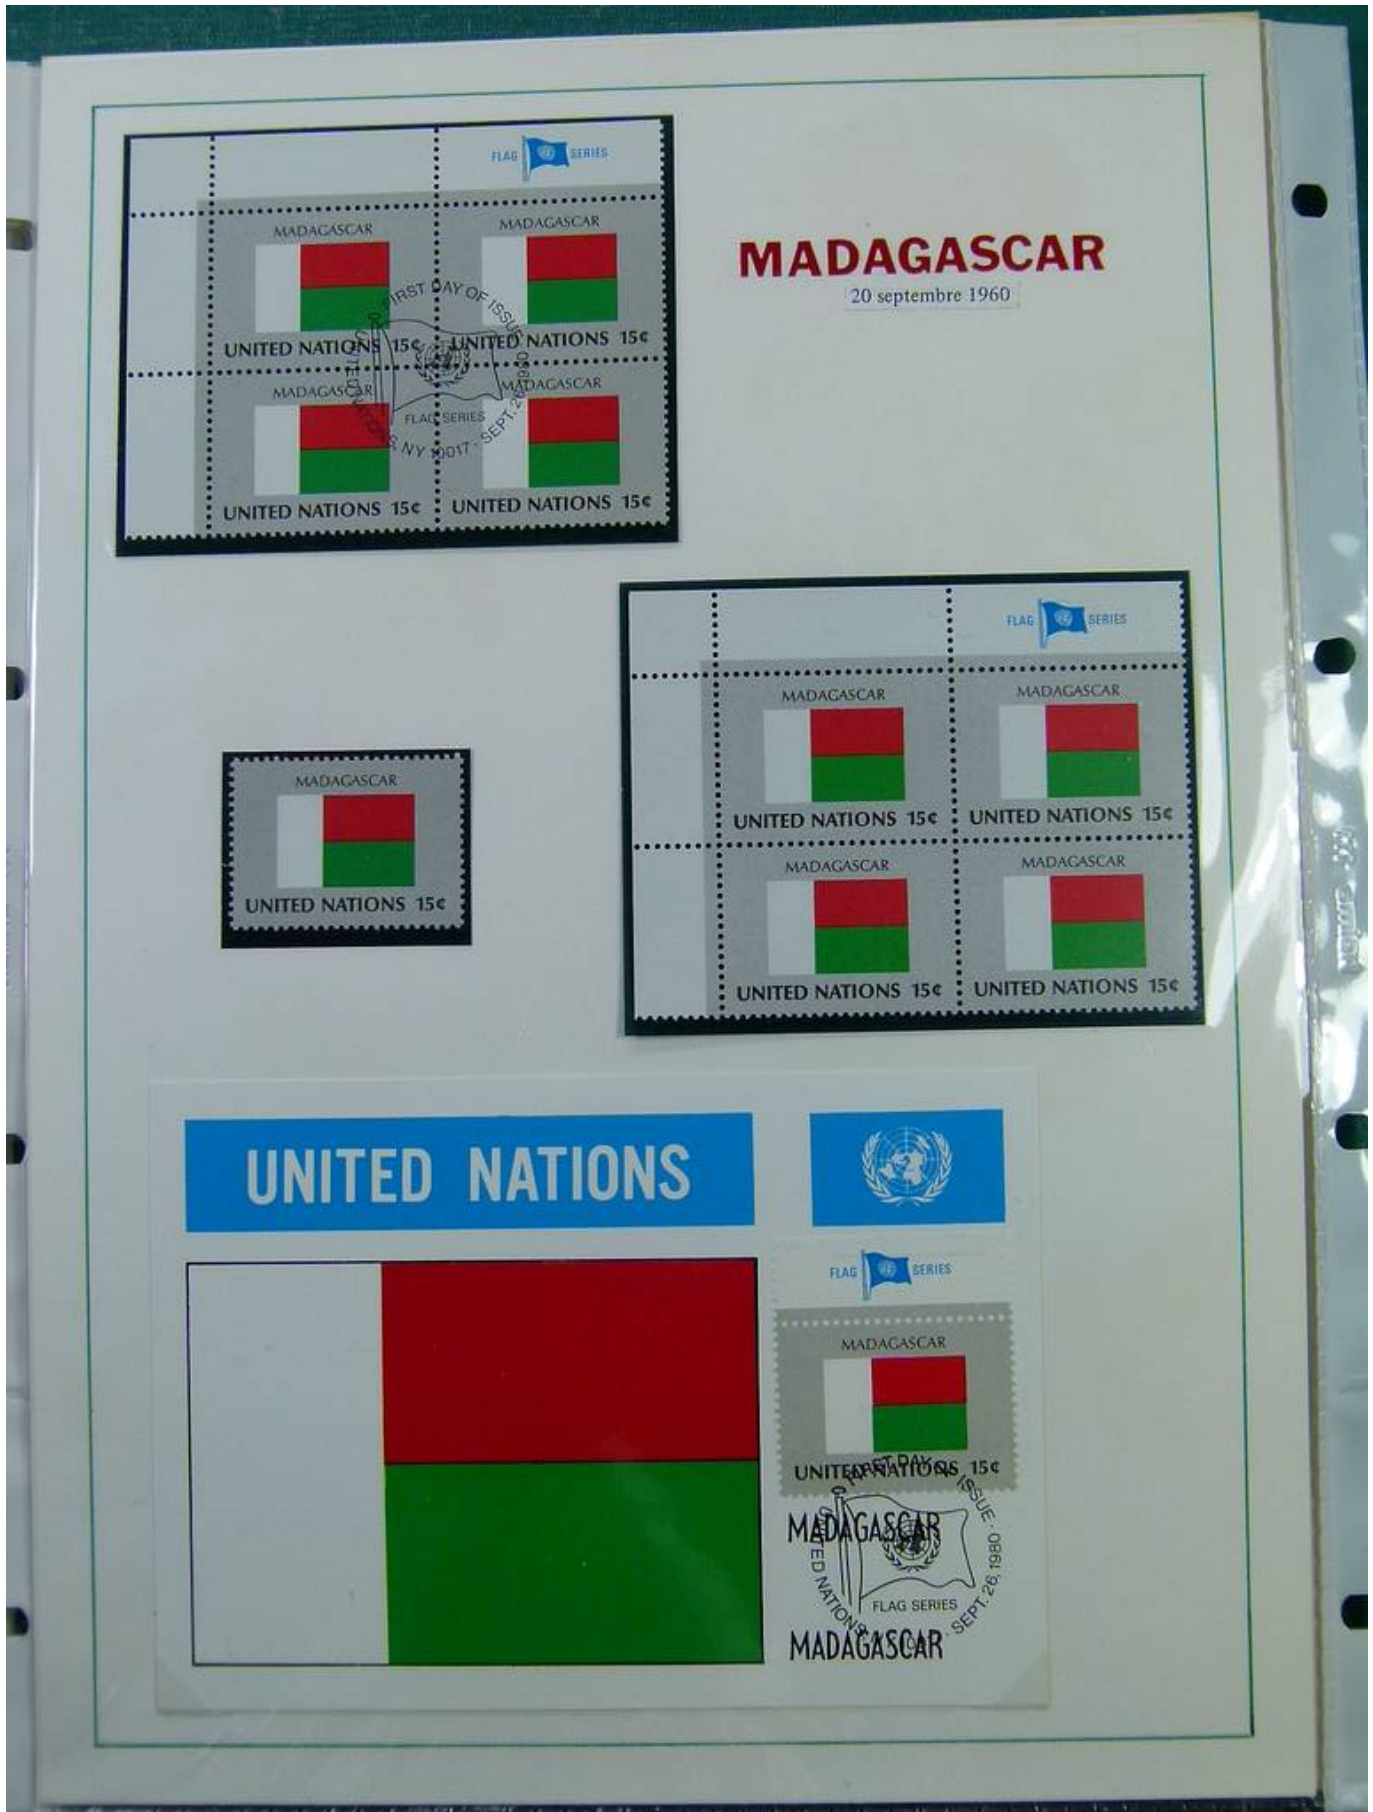 FLAG SERIES
MADAGASCAR MADAGASCAR
UNITED NATIONS 15¢ UNITED NATIONS 15¢
MADAGASCAR MADAGASCAR
UNITED NATIONS 15¢ UNITED NATIONS 15¢
FIRST DAY OF ISSUE
UNITED NATIONS, NY 10017 - SEPT. 26, 1980
FLAG SERIES
MADAGASCAR
20 septembre 1960
FLAG SERIES
MADAGASCAR MADAGASCAR
UNITED NATIONS 15¢ UNITED NATIONS 15¢
MADAGASCAR MADAGASCAR
UNITED NATIONS 15¢ UNITED NATIONS 15¢
MADAGASCAR
UNITED NATIONS 15¢
UNITED NATIONS
FLAG SERIES
MADAGASCAR
UNITED NATIONS 15¢
FIRST DAY OF ISSUE
UNITED NATIONS SEPT. 26, 1980
MADAGASCAR
FLAG SERIES
MADAGASCAR